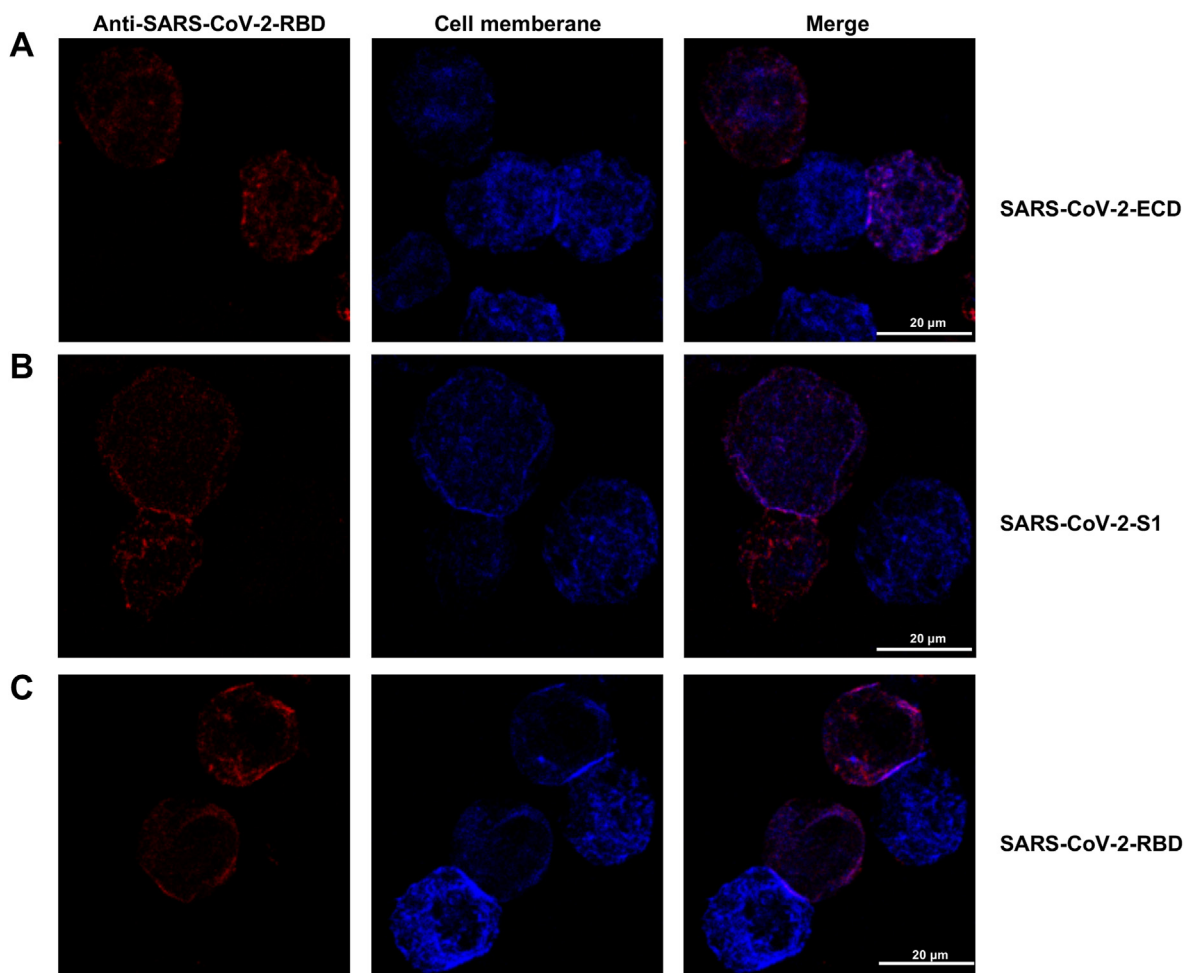 Anti-SARS-CoV-2-RBD Cell memberane Merge
A
SARS-CoV-2-ECD
20 µm
B
SARS-CoV-2-S1
20 µm
C
SARS-CoV-2-RBD
20 µm